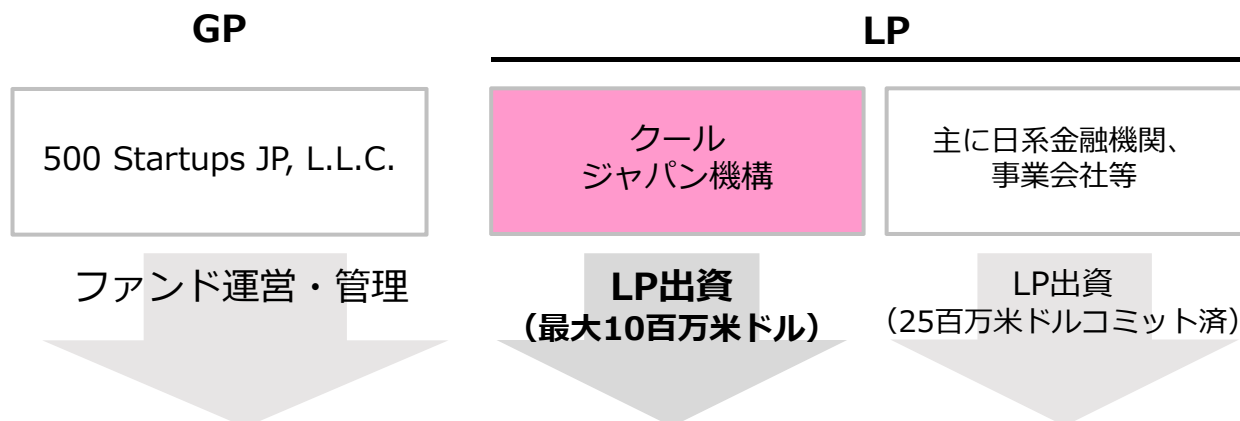 GP
LP
500 Startups JP, L.L.C.
クール
ジャパン機構
主に日系金融機関、
事業会社等
ファンド運営・管理
LP出資
（最大10百万米ドル）
LP出資
（25百万米ドルコミット済）